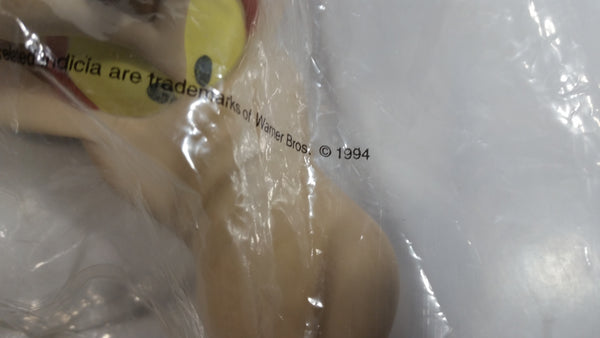 indicia are trademarks of Warner Bros. © 1994